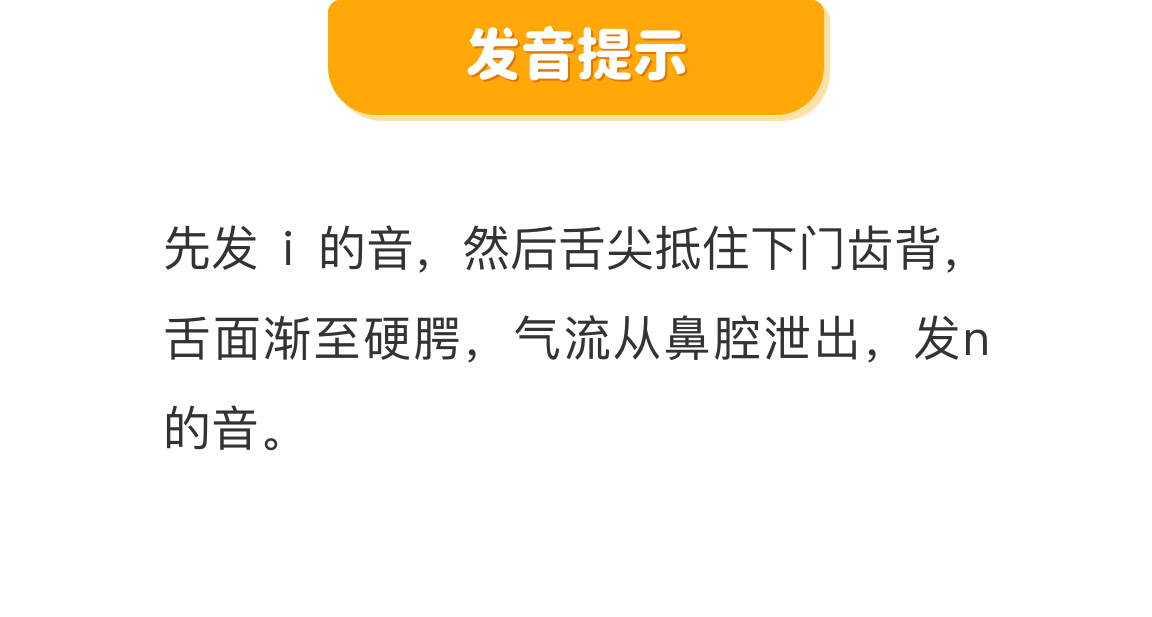 发音提示
先发 i 的音，然后舌尖抵住下门齿背，
舌面渐至硬腭，气流从鼻腔泄出，发n
的音。